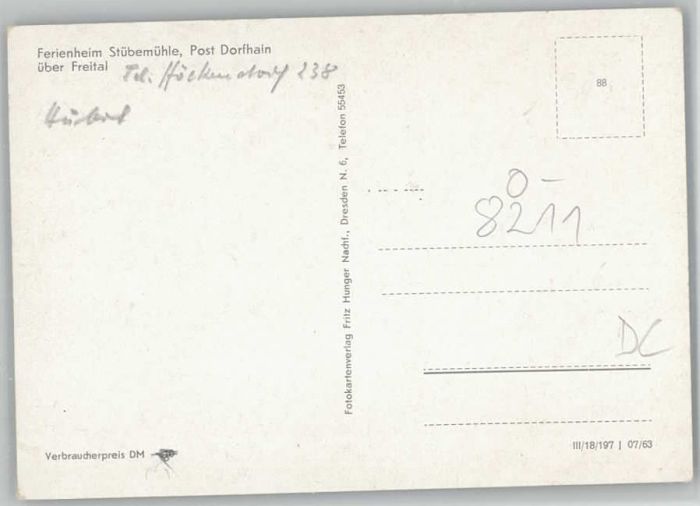 Ferienheim Stübemühle, Post Dorfhain
über Freital Tel. Höckendorf 238
Hubert
88
Fotokartenverlag Fritz Hunger Nachf., Dresden N. 6, Telefon 55453
O-
8211
DC
Verbraucherpreis DM
III/18/197 J 07/63